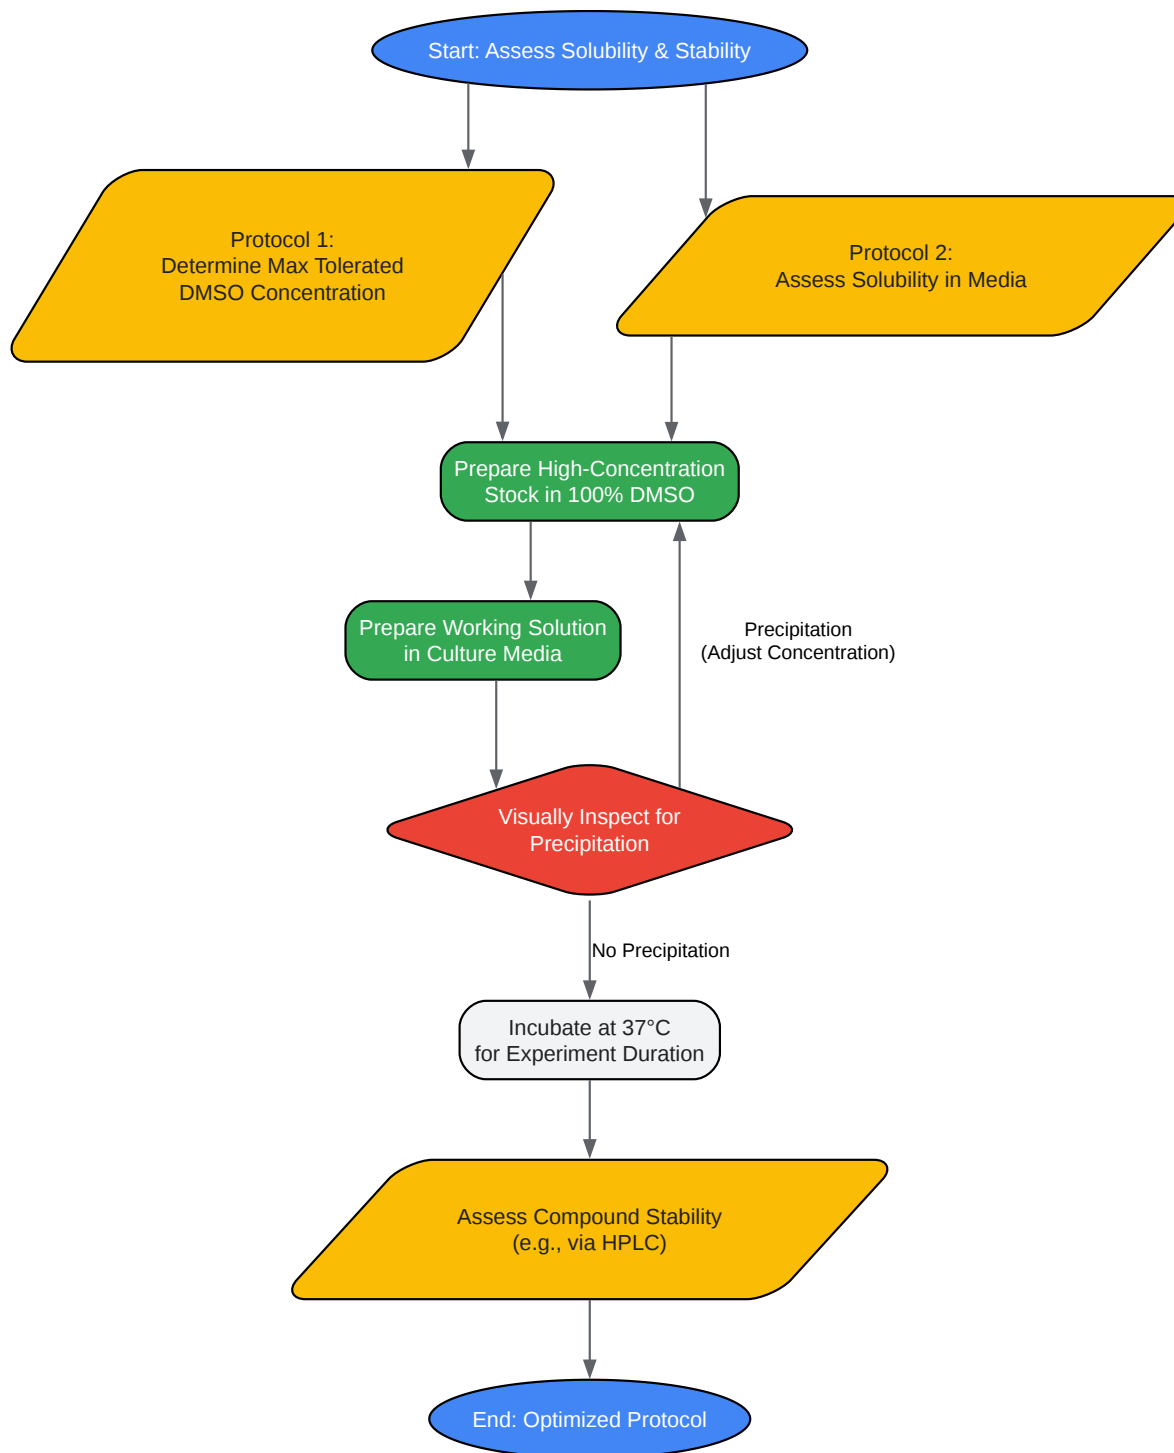 Start: Assess Solubility & Stability
Protocol 1:
Determine Max Tolerated
DMSO Concentration
Protocol 2:
Assess Solubility in Media
Prepare High-Concentration
Stock in 100% DMSO
Prepare Working Solution
in Culture Media
Precipitation
(Adjust Concentration)
Visually Inspect for
Precipitation
No Precipitation
Incubate at 37°C
for Experiment Duration
Assess Compound Stability
(e.g., via HPLC)
End: Optimized Protocol